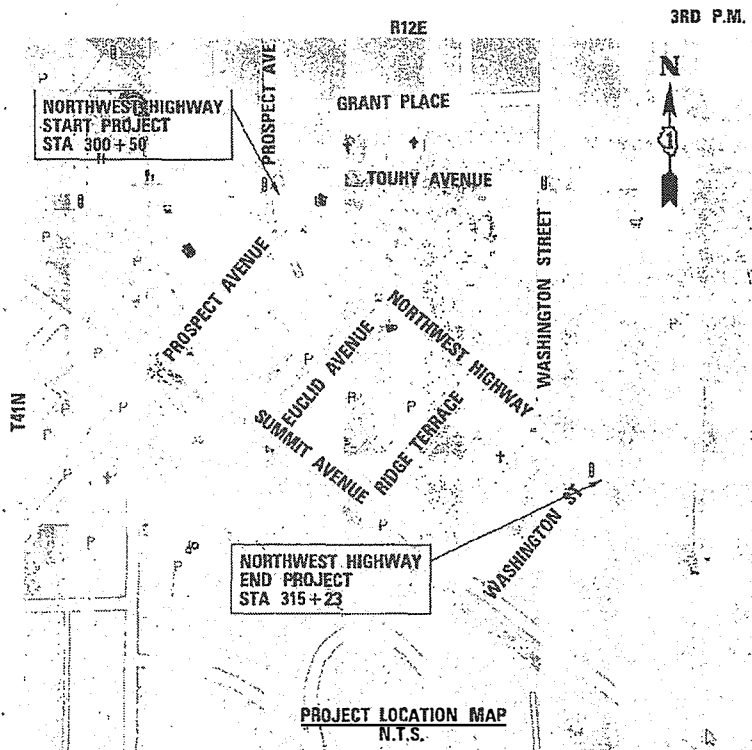 3RD P.M.
R12E
N
1
P
NORTHWEST HIGHWAY
START PROJECT
STA 300+50
PROSPECT AVE
GRANT PLACE
TOUHY AVENUE
WASHINGTON STREET
P
PROSPECT AVENUE
NORTHWEST HIGHWAY
P
P
P
EUCLID AVENUE
T41N
P
P
P
SUMMIT AVENUE
RIDGE TERRACE
P
P
P
P
P
WASHINGTON ST
NORTHWEST HIGHWAY
END PROJECT
STA 315+23
PROJECT LOCATION MAP
N.T.S.